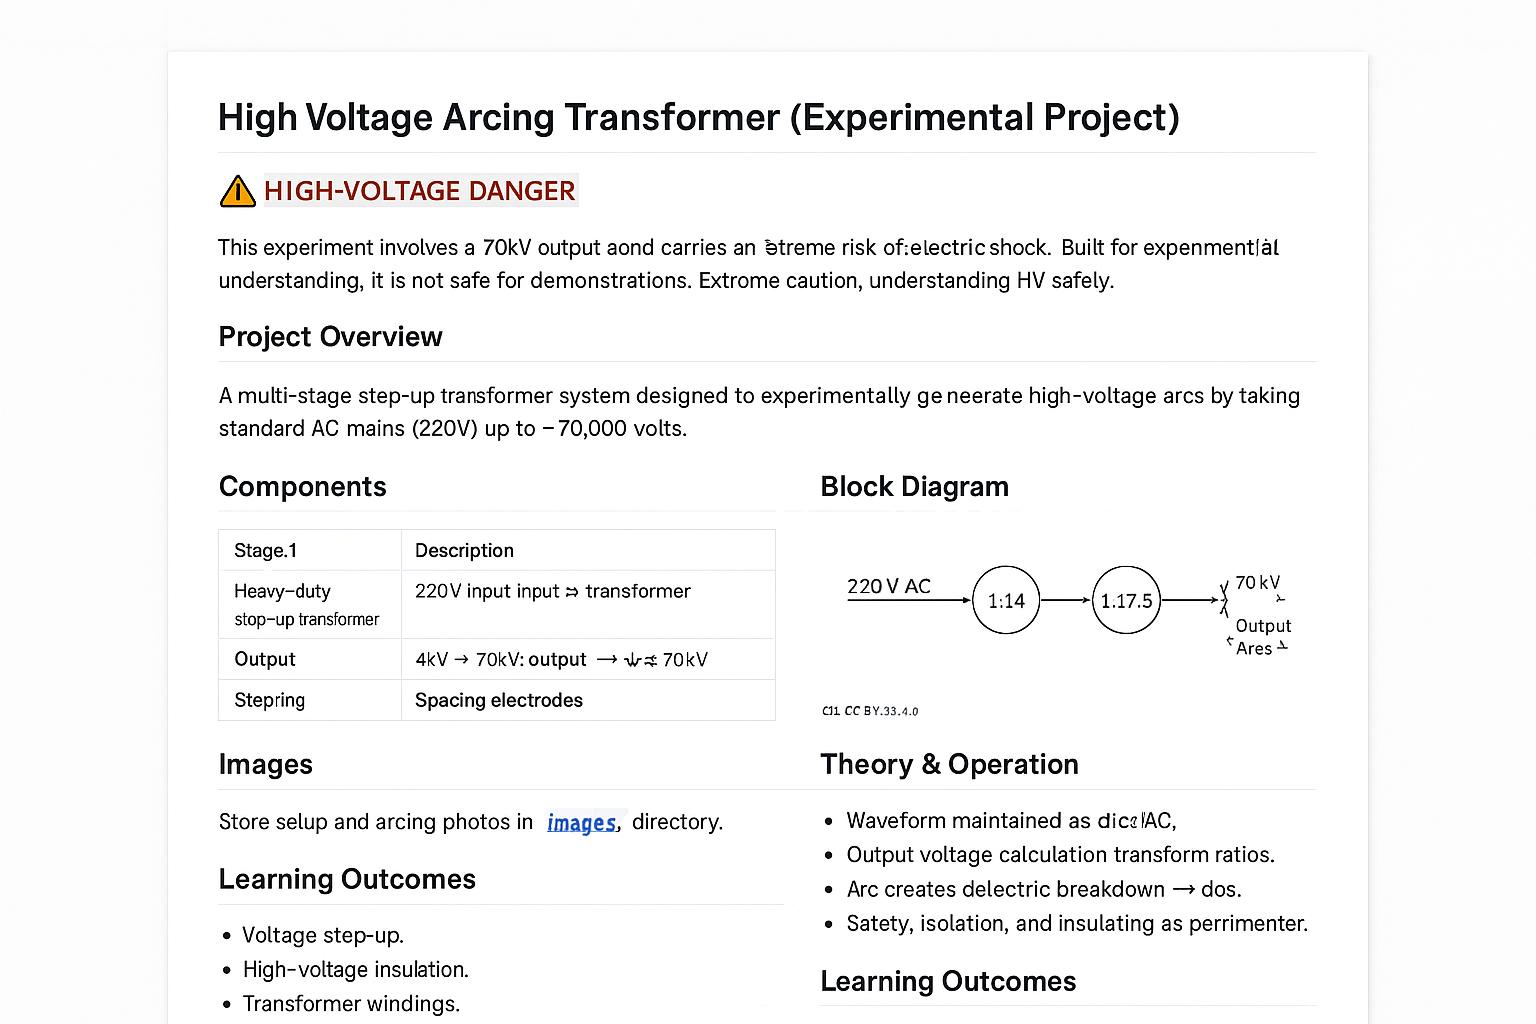 High Voltage Arcing Transformer (Experimental Project)
HIGH-VOLTAGE DANGER
This experiment involves a 70kV output aond carries an risk of:electric shock. Built for
understanding, it is not safe for demonstrations. Extrome caution, understanding HV safely.
Project Overview
A multi-stage step-up transformer system designed to experimentally ge neerate high-voltage arcs by taking
standard AC mains (220V) up to –70,000 volts.
Components
Stage.1 Description
Heavy-duty 220V input input transformer
stop-up transformer
Output 4kV → 70kV: output → 70kV
Stepring Spacing electrodes
Block Diagram
220 V AC
1:14
1.17.5
70 kV
Output
Ares
C11 CC BY.33.4.0
Images
Store selup and arcing photos in images, directory.
Learning Outcomes
• Voltage step-up.
• High-voltage insulation.
• Transformer windings.
Theory & Operation
• Waveform maintained as
• Output voltage calculation transform ratios.
• Arc creates delectric breakdown → dos.
• Satety, isolation, and insulating as perrimenter.
Learning Outcomes